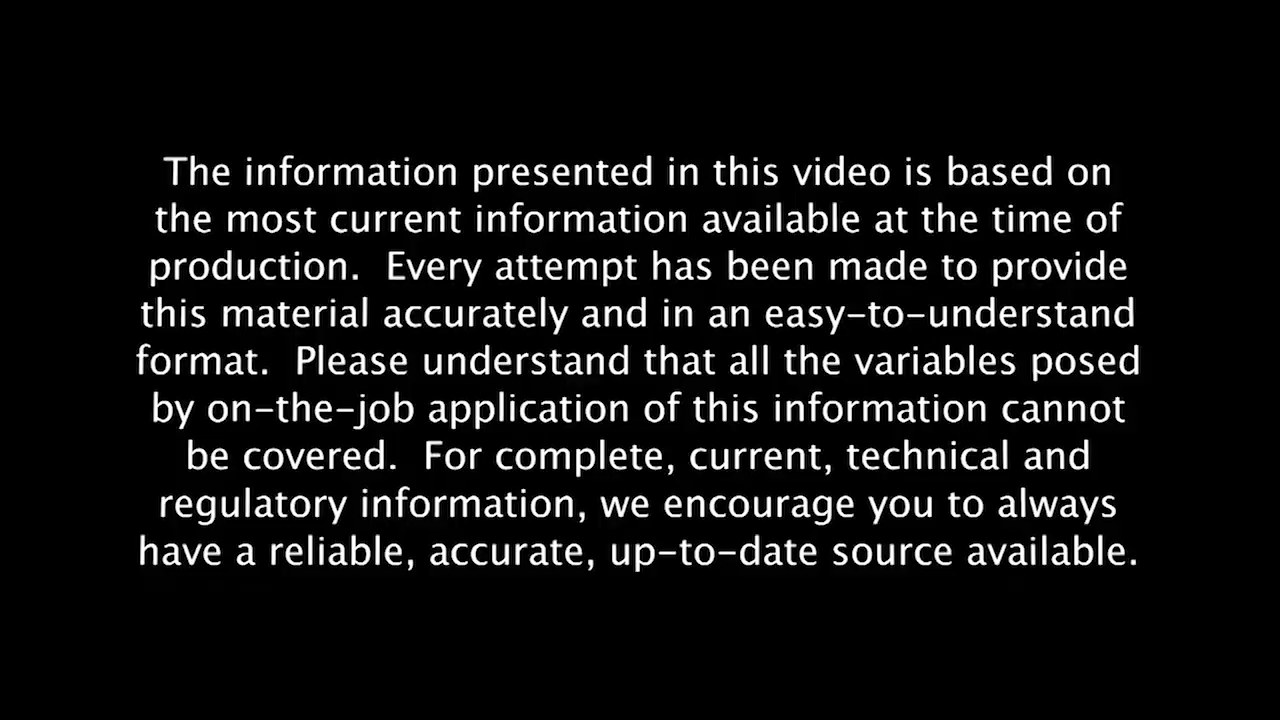 The information presented in this video is based on
the most current information available at the time of
production.  Every attempt has been made to provide
this material accurately and in an easy-to-understand
format.  Please understand that all the variables posed
by on-the-job application of this information cannot
be covered.  For complete, current, technical and
regulatory information, we encourage you to always
have a reliable, accurate, up-to-date source available.